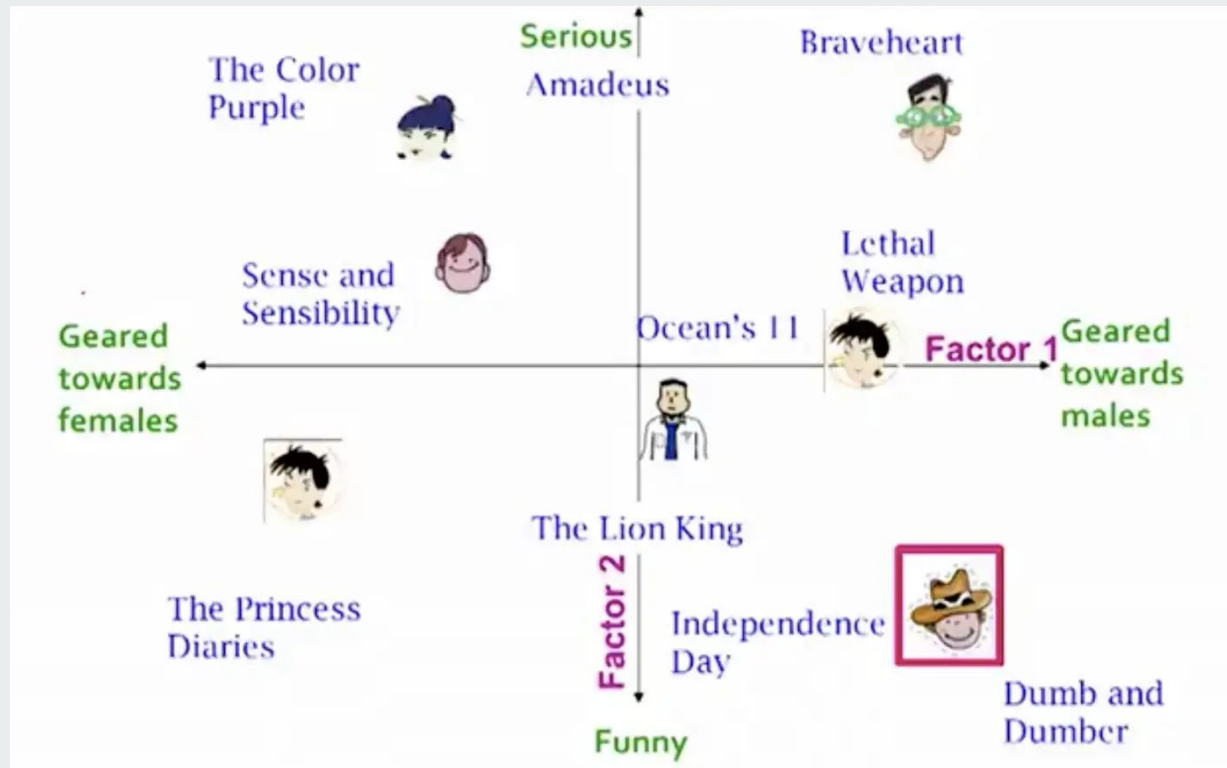 Serious
Braveheart
The Color
Purple
Amadeus
Lethal
Weapon
Sense and
Sensibility
Ocean's 11
Geared
towards
females
Factor 1
Geared
towards
males
The Lion King
Factor 2
The Princess
Diaries
Independence
Day
Dumb and
Dumber
Funny